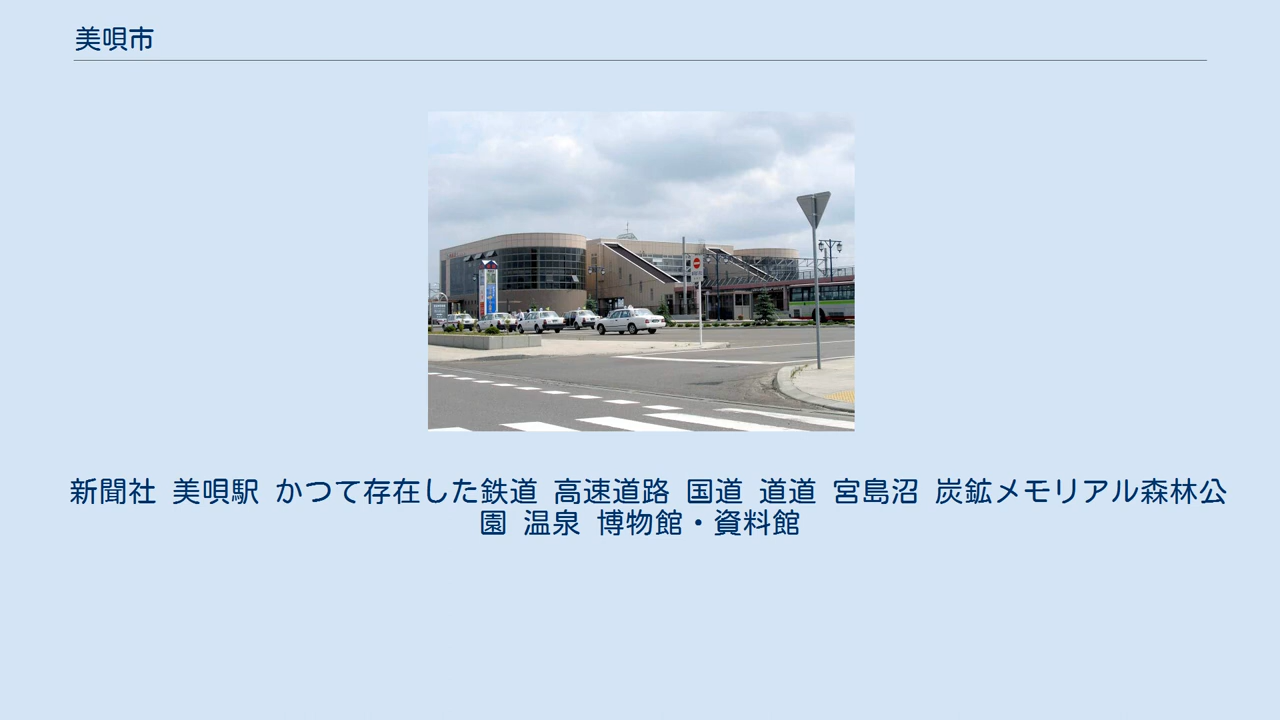 美唄市
新聞社 美唄駅 かつて存在した鉄道 高速道路 国道 道道 宮島沼 炭鉱メモリアル森林公
園 温泉 博物館・資料館